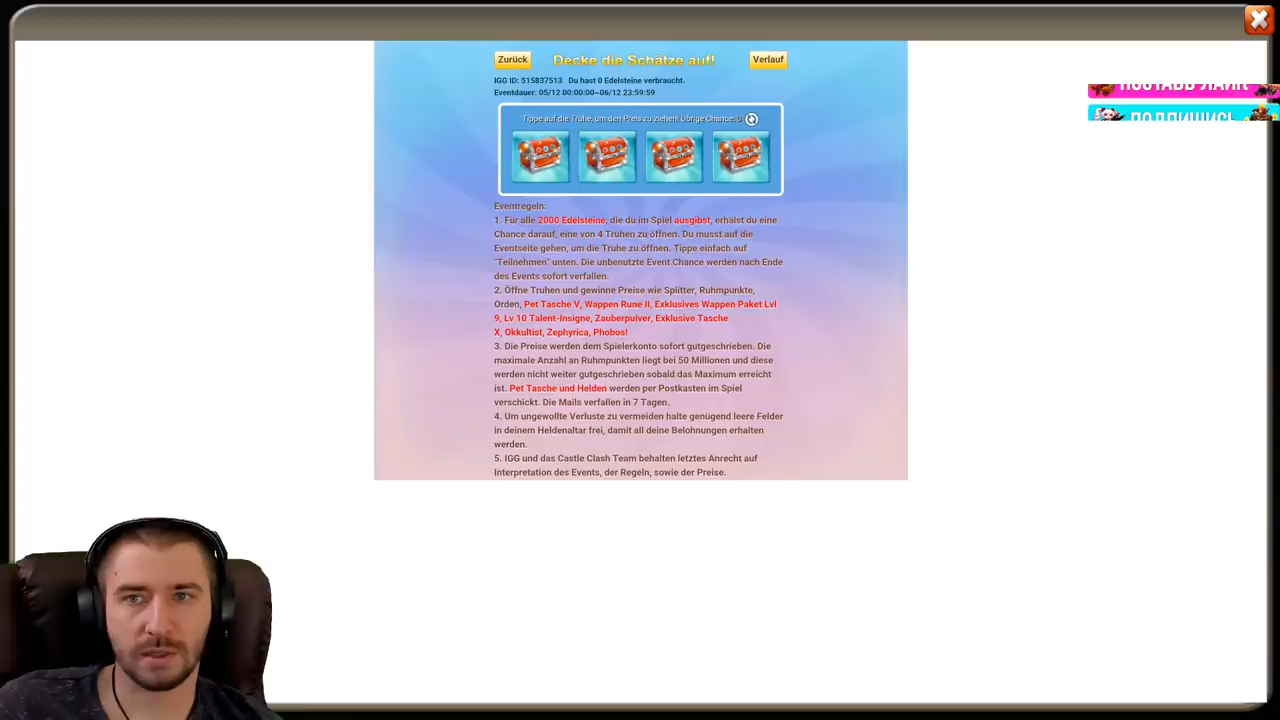 Zurück
Decke die Schätze auf!
Verlauf
IGG ID: 515837513 Du hast 0 Edelsteine verbraucht.
Eventdauer: 05/12 00:00:00~06/12 23:59:59
Tippe auf die Truhe, um den Preis zu ziehen! Übrige Chance: 0
Eventregeln:
1. Für alle 2000 Edelsteine, die du im Spiel ausgibst, erhälst du eine
Chance darauf, eine von 4 Truhen zu öffnen. Du musst auf die
Eventseite gehen, um die Truhe zu öffnen. Tippe einfach auf
"Teilnehmen" unten. Die unbenutzte Event Chance werden nach Ende
des Events sofort verfallen.
2. Öffne Truhen und gewinne Preise wie Splitter, Ruhmpunkte,
Orden, Pet Tasche V, Wappen Rune II, Exklusives Wappen Paket Lvl
9, Lv 10 Talent-Insigne, Zauberpulver, Exklusive Tasche
X, Okkultist, Zephyrica, Phobos!
3. Die Preise werden dem Spielerkonto sofort gutgeschrieben. Die
maximale Anzahl an Ruhmpunkten liegt bei 50 Millionen und diese
werden nicht weiter gutgeschrieben sobald das Maximum erreicht
ist. Pet Tasche und Helden werden per Postkasten im Spiel
verschickt. Die Mails verfallen in 7 Tagen.
4. Um ungewollte Verluste zu vermeiden halte genügend leere Felder
in deinem Heldenaltar frei, damit all deine Belohnungen erhalten
werden.
5. IGG und das Castle Clash Team behalten letztes Anrecht auf
Interpretation des Events, der Regeln, sowie der Preise.
ПОСТАВЬ ЛАЙК
ПОДПИШИСЬ